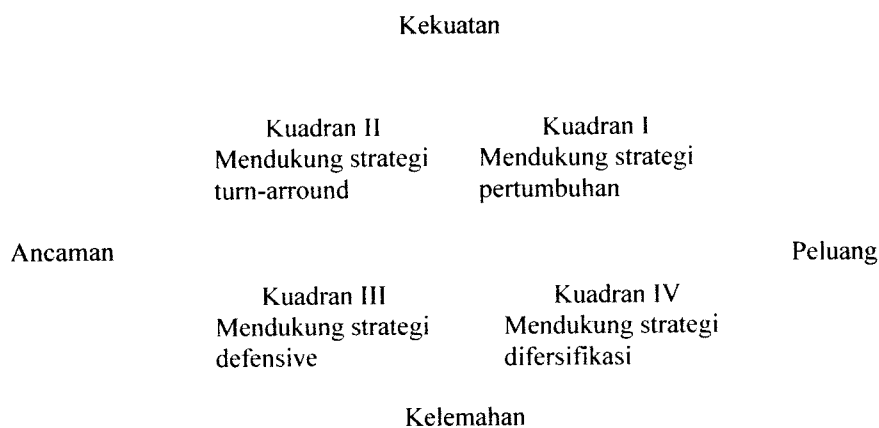 Kekuatan
Kuadran II
Mendukung strategi
turn-arround
Kuadran I
Mendukung strategi
pertumbuhan
Ancaman
Peluang
Kuadran III
Mendukung strategi
defensive
Kuadran IV
Mendukung strategi
difersifikasi
Kelemahan